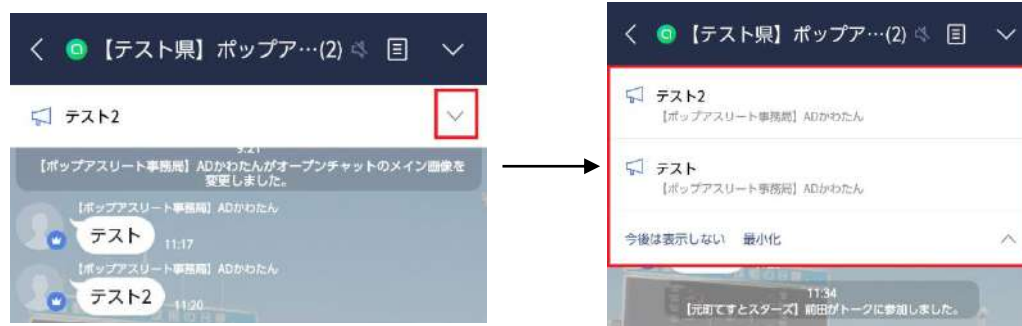 【テスト県】ポップア…(2)
テスト2
9:21
【ポップアスリート事務局】ADかわたんがオープンチャットのメイン画像を
変更しました。
【ポップアスリート事務局】ADかわたん
テスト
11:17
【ポップアスリート事務局】ADかわたん
テスト2
11:20
【テスト県】ポップア…(2)
テスト2
【ポップアスリート事務局】ADかわたん
テスト
【ポップアスリート事務局】ADかわたん
今後は表示しない 最小化
11:34
【元町てすとスターズ】前田がトークに参加しました。